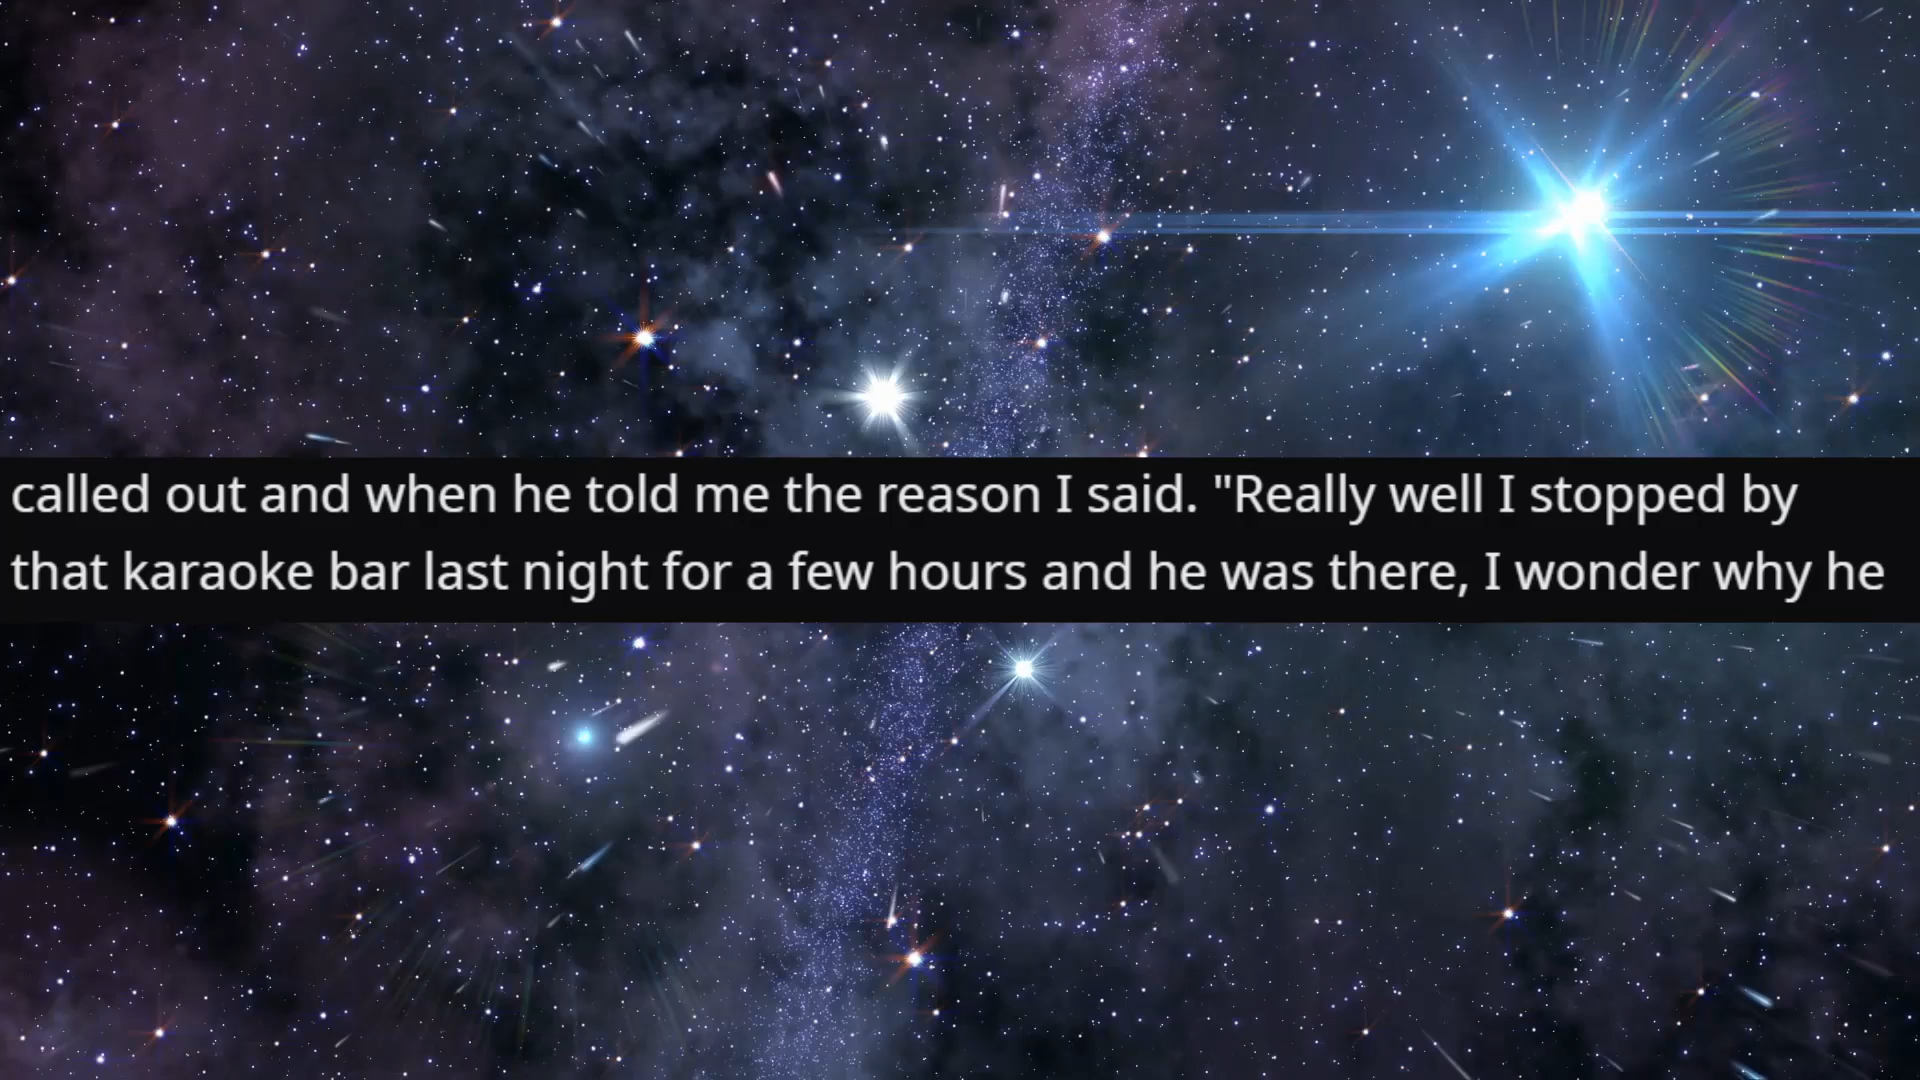 called out and when he told me the reason I said. "Really well I stopped by
that karaoke bar last night for a few hours and he was there, I wonder why he